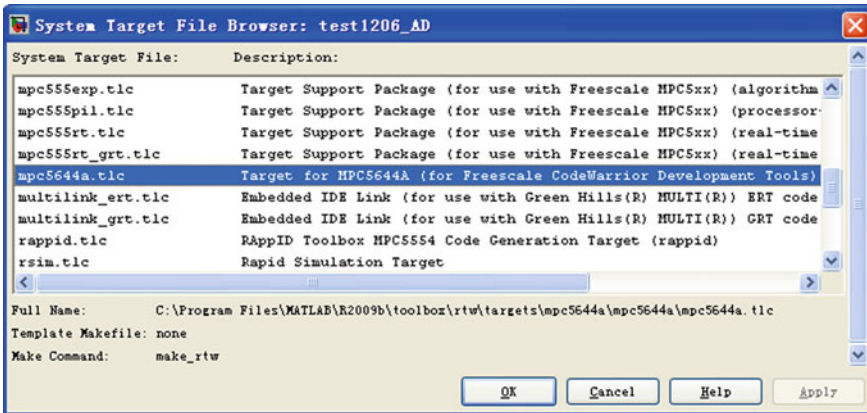 System Target File Browser: test1206_AD
System Target File: Description:
mpc555exp.tlc Target Support Package (for use with Freescale MPC5xx) (algorithm
mpc555pil.tlc Target Support Package (for use with Freescale MPC5xx) (processor-
mpc555rt.tlc Target Support Package (for use with Freescale MPC5xx) (real-time
mpc555rt_grt.tlc Target Support Package (for use with Freescale MPC5xx) (real-time
mpc5644a.tlc Target for MPC5644A (for Freescale CodeWarrior Development Tools)
multilink_ert.tlc Embedded IDE Link (for use with Green Hills(R) MULTI(R)) ERT code
multilink_grt.tlc Embedded IDE Link (for use with Green Hills(R) MULTI(R)) GRT code
rappid.tlc RAppID Toolbox MPC5554 Code Generation Target (rappid)
rsim.tlc Rapid Simulation Target
Full Name: C:\Program Files\MATLAB\R2009b\toolbox\rtw\targets\mpc5644a\mpc5644a\mpc5644a.tlc
Template Makefile: none
Make Command: make_rtw
OK Cancel Help Apply